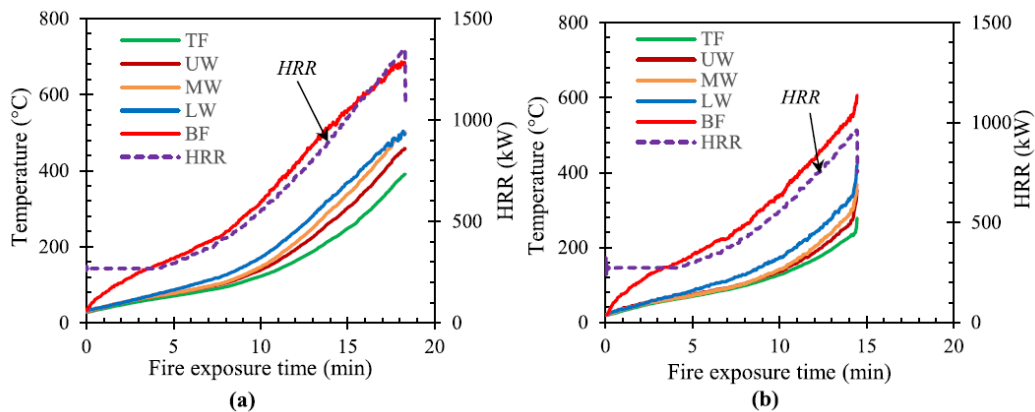 800
600
400
200
0
Temperature (°C)
TF
UW
MW
LW
BF
HRR
HRR
1500
1000
500
0
HRR (kW)
0 5 10 15 20
Fire exposure time (min)
(a)
800
600
400
200
0
Temperature (°C)
TF
UW
MW
LW
BF
HRR
HRR
1500
1000
500
0
HRR (kW)
0 5 10 15 20
Fire exposure time (min)
(b)